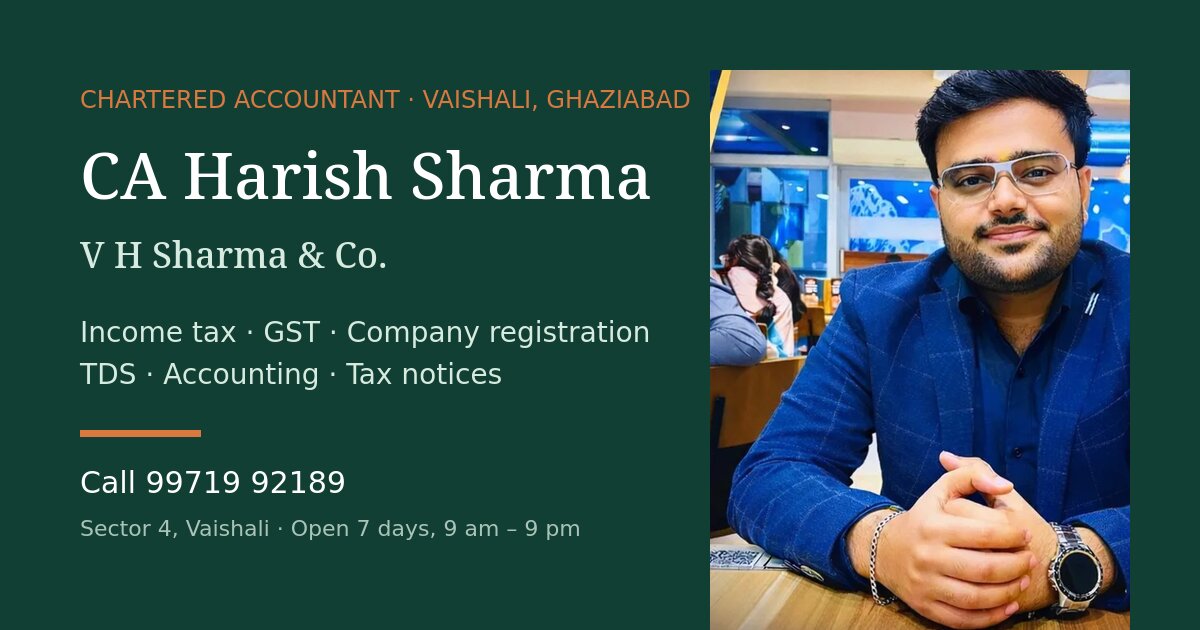 CHARTERED ACCOUNTANT · VAISHALI, GHAZIABAD
CA Harish Sharma
V H Sharma & Co.
Income tax · GST · Company registration
TDS · Accounting · Tax notices
Call 99719 92189
Sector 4, Vaishali · Open 7 days, 9 am – 9 pm